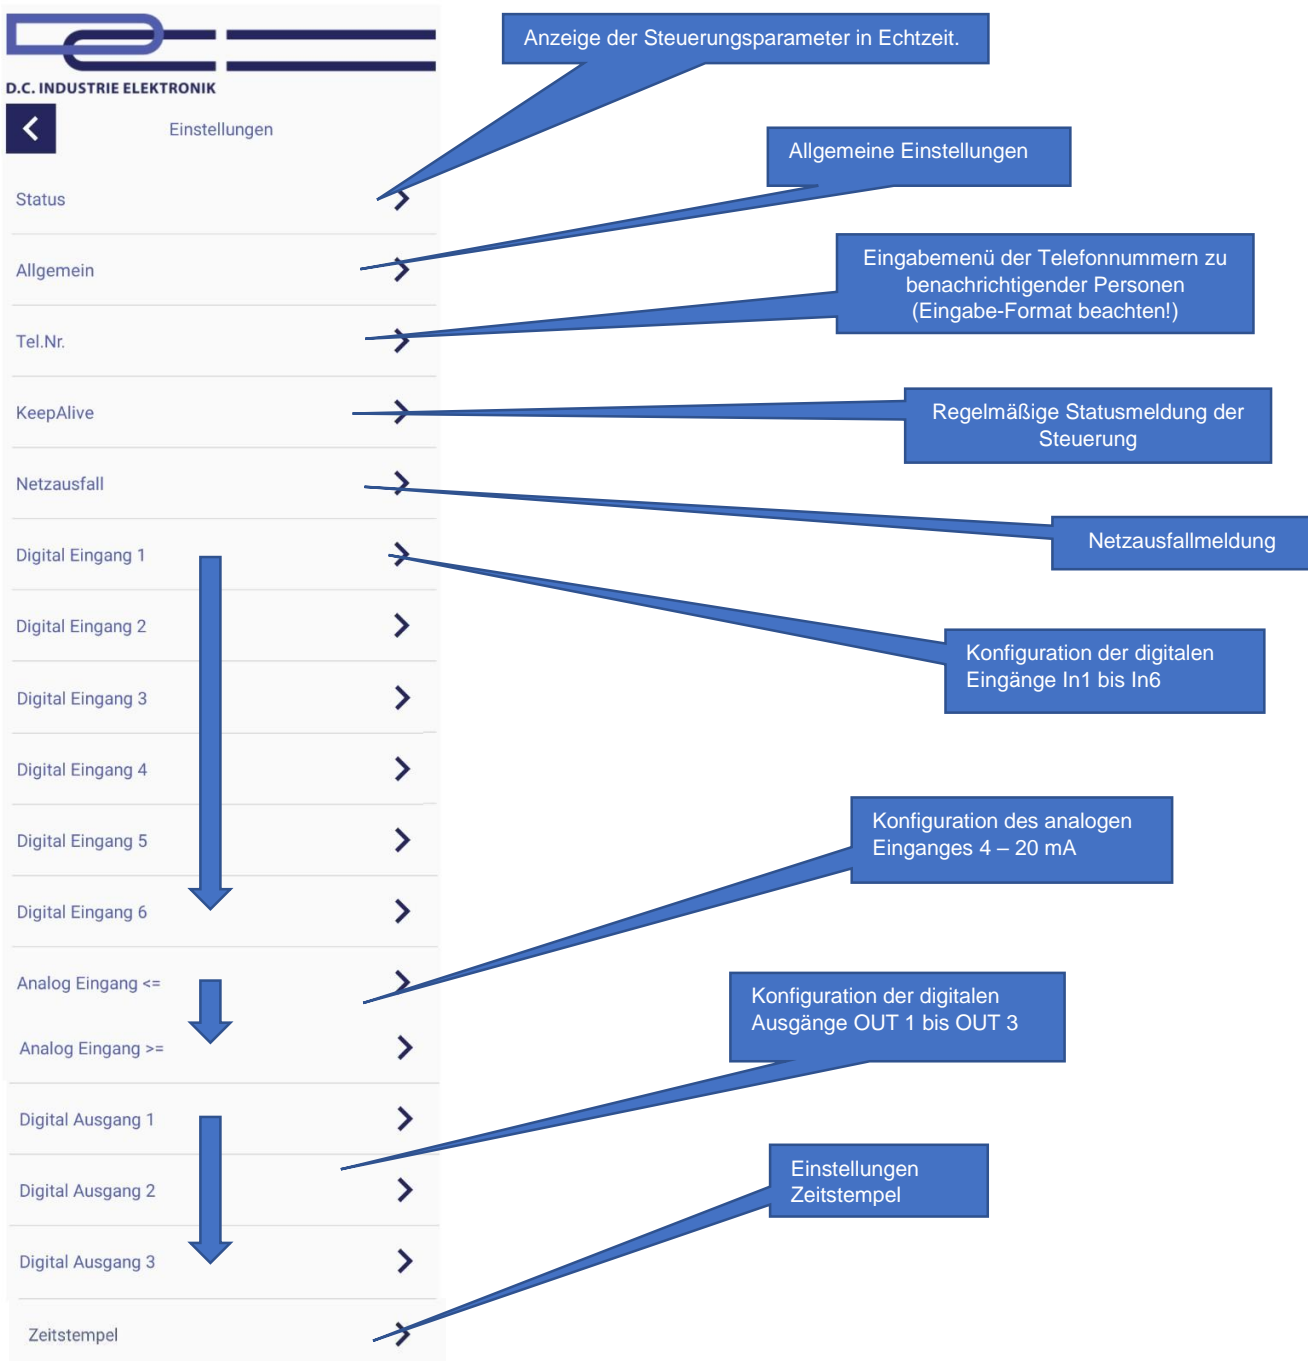 Anzeige der Steuerungsparameter in Echtzeit.
D.C. INDUSTRIE ELEKTRONIK
Einstellungen
Allgemeine Einstellungen
Status
Eingabemenü der Telefonnummern zu
benachrichtigender Personen
(Eingabe-Format beachten!)
Allgemein
Tel.Nr.
Regelmäßige Statusmeldung der
Steuerung
KeepAlive
Netzausfall
Netzausfallmeldung
Digital Eingang 1
Digital Eingang 2
Konfiguration der digitalen
Eingänge In1 bis In6
Digital Eingang 3
Digital Eingang 4
Konfiguration des analogen
Einganges 4 – 20 mA
Digital Eingang 5
Digital Eingang 6
Analog Eingang <=
Konfiguration der digitalen
Ausgänge OUT 1 bis OUT 3
Analog Eingang >=
Digital Ausgang 1
Einstellungen
Zeitstempel
Digital Ausgang 2
Digital Ausgang 3
Zeitstempel